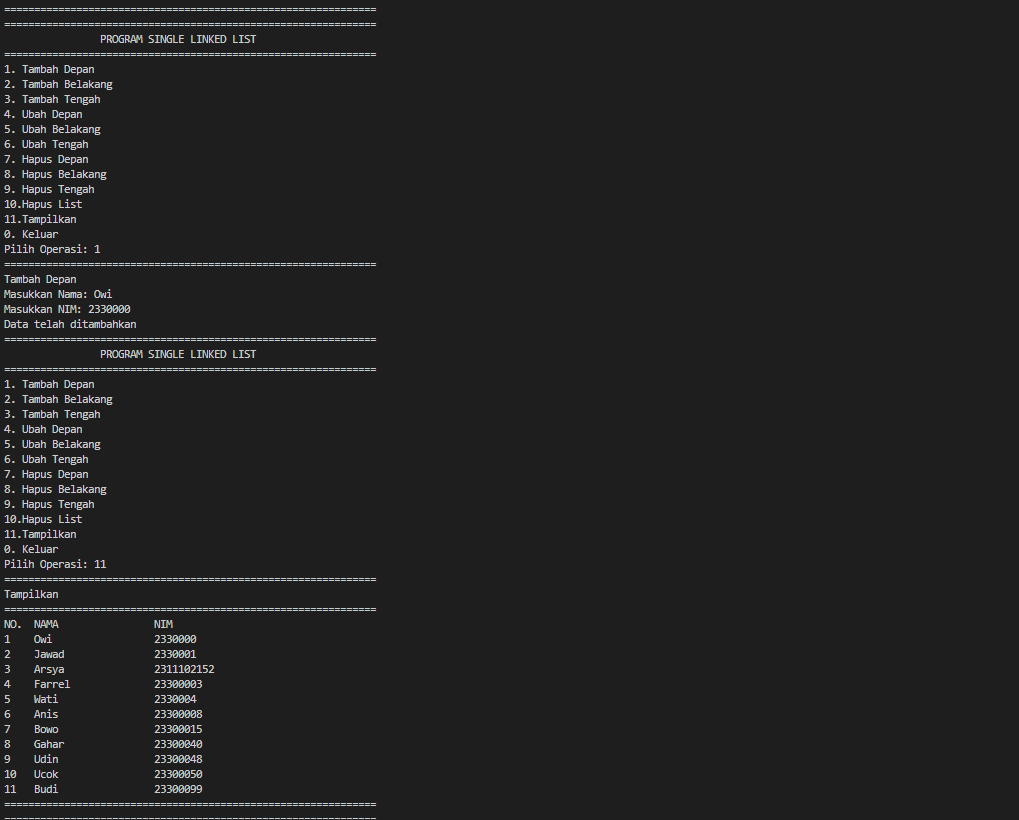 ==============================================================
==============================================================
PROGRAM SINGLE LINKED LIST
==============================================================
1. Tambah Depan
2. Tambah Belakang
3. Tambah Tengah
4. Ubah Depan
5. Ubah Belakang
6. Ubah Tengah
7. Hapus Depan
8. Hapus Belakang
9. Hapus Tengah
10.Hapus List
11.Tampilkan
0. Keluar
Pilih Operasi: 1
==============================================================
Tambah Depan
Masukkan Nama: Owi
Masukkan NIM: 2330000
Data telah ditambahkan
==============================================================
PROGRAM SINGLE LINKED LIST
==============================================================
1. Tambah Depan
2. Tambah Belakang
3. Tambah Tengah
4. Ubah Depan
5. Ubah Belakang
6. Ubah Tengah
7. Hapus Depan
8. Hapus Belakang
9. Hapus Tengah
10.Hapus List
11.Tampilkan
0. Keluar
Pilih Operasi: 11
==============================================================
Tampilkan
==============================================================
NO. NAMA NIM
1 Owi 2330000
2 Jawad 2330001
3 Arsya 2311102152
4 Farrel 23300003
5 Wati 2330004
6 Anis 23300008
7 Bowo 23300015
8 Gahar 23300040
9 Udin 23300048
10 Ucok 23300050
11 Budi 23300099
==============================================================
==============================================================